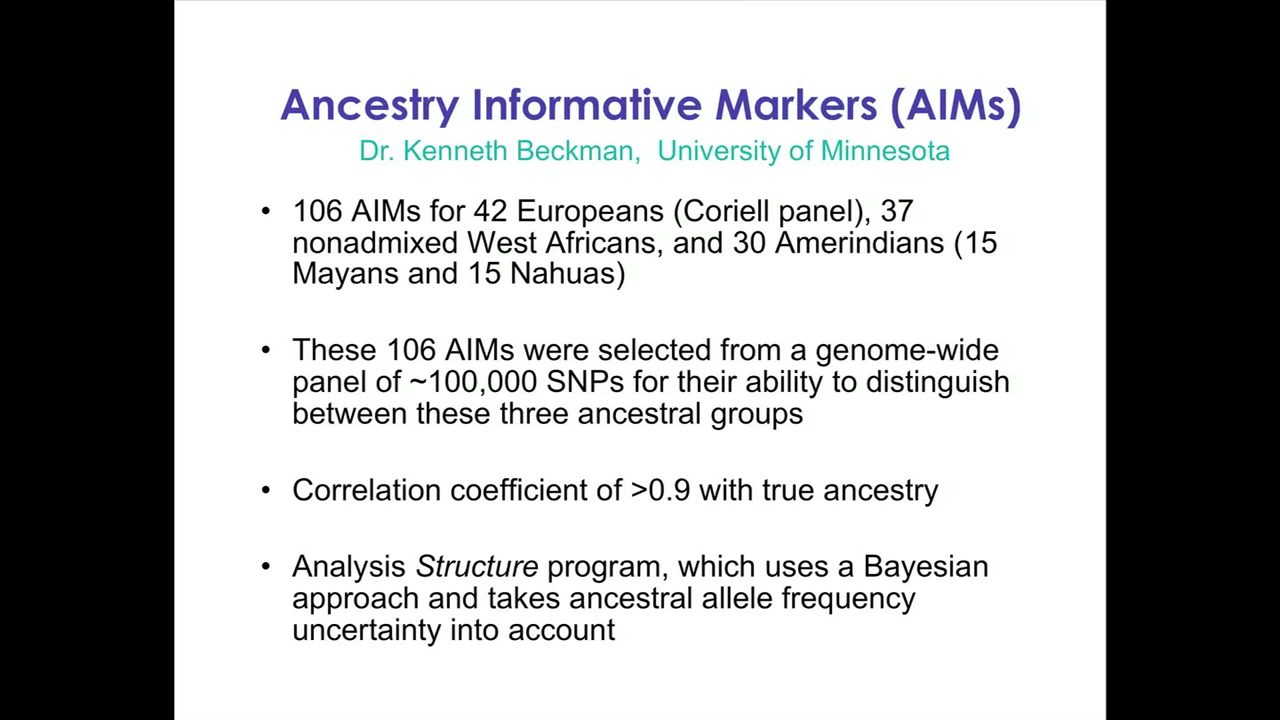 Ancestry Informative Markers (AIMs)
Dr. Kenneth Beckman, University of Minnesota
• 106 AIMs for 42 Europeans (Coriell panel), 37
nonadmixed West Africans, and 30 Amerindians (15
Mayans and 15 Nahuas)
• These 106 AIMs were selected from a genome-wide
panel of ~100,000 SNPs for their ability to distinguish
between these three ancestral groups
• Correlation coefficient of >0.9 with true ancestry
• Analysis Structure program, which uses a Bayesian
approach and takes ancestral allele frequency
uncertainty into account